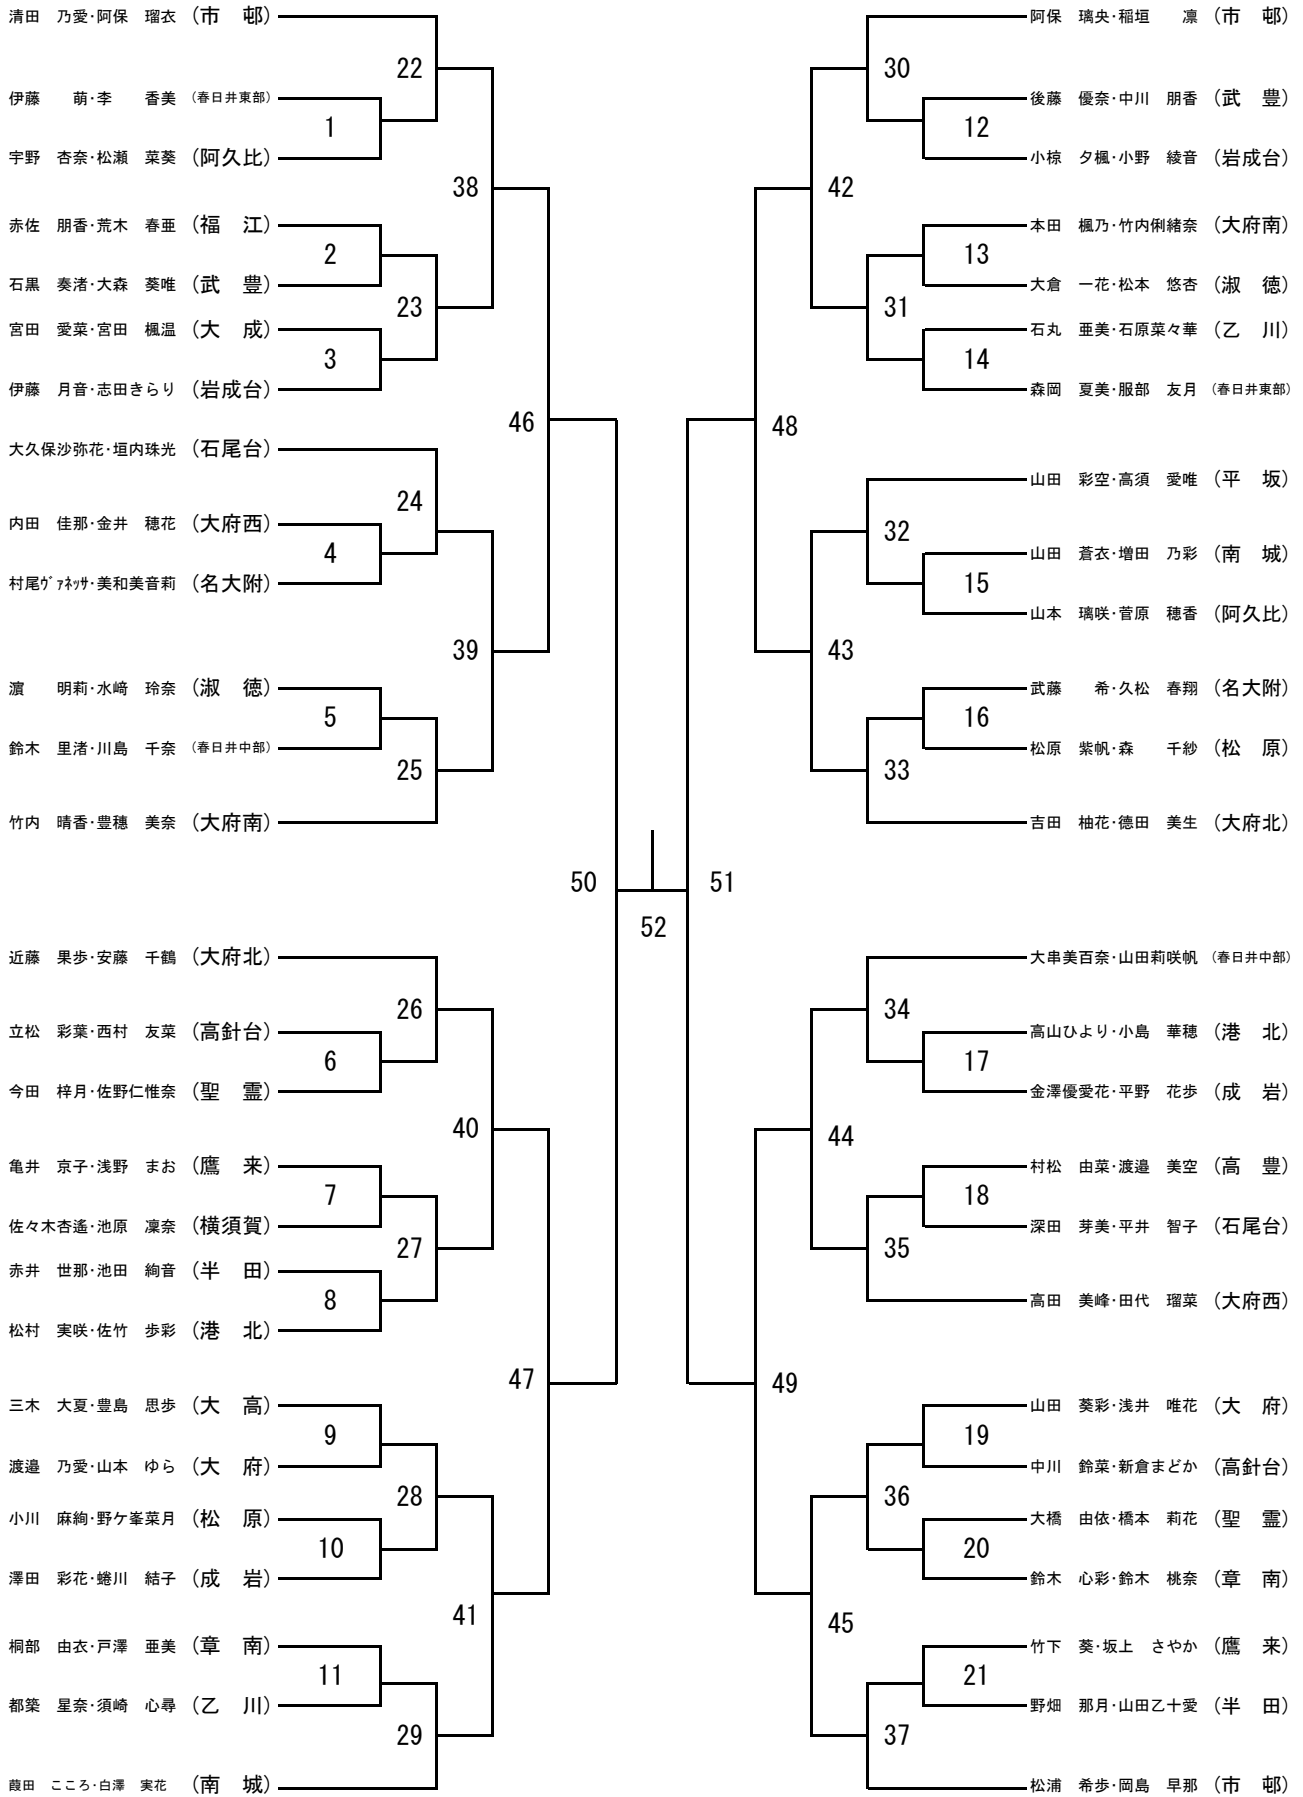 清田　乃愛・阿保　瑠衣（市　邨）
22
伊藤　　萌・李　　香美（春日井東部）
1
宇野　杏奈・松瀬　菜葵（阿久比）
38
赤佐　朋香・荒木　春亜（福　江）
2
石黒　奏渚・大森　葵唯（武　豊）
23
宮田　愛菜・宮田　楓温（大　成）
3
伊藤　月音・志田きらり（岩成台）
46
大久保沙弥花・垣内珠光（石尾台）
24
内田　佳那・金井　穂花（大府西）
4
村尾ヴァネッサ・美和美音莉（名大附）
39
濵　　明莉・水﨑　玲奈（淑　徳）
5
鈴木　里渚・川島　千奈（春日井中部）
25
竹内　晴香・豊穗　美奈（大府南）
50
近藤　果歩・安藤　千鶴（大府北）
26
立松　彩葉・西村　友菜（高針台）
6
今田　梓月・佐野仁惟奈（聖　霊）
40
亀井　京子・浅野　まお（鷹　来）
7
佐々木杏遙・池原　凜奈（横須賀）
27
赤井　世那・池田　絢音（半　田）
8
松村　実咲・佐竹　歩彩（港　北）
47
三木　大夏・豊島　思歩（大　高）
9
渡邉　乃愛・山本　ゆら（大　府）
28
小川　麻絢・野ケ峯菜月（松　原）
10
澤田　彩花・蜷川　結子（成　岩）
41
桐部　由衣・戸澤　亜美（章　南）
11
都築　星奈・須崎　心尋（乙　川）
29
葭田　こころ・白澤　実花（南　城）
52
阿保　璃央・稲垣　　凛（市　邨）
30
後藤　優奈・中川　朋香（武　豊）
12
小椋　夕楓・小野　綾音（岩成台）
42
本田　楓乃・竹内俐緒奈（大府南）
13
大倉　一花・松本　悠杏（淑　徳）
31
石丸　亜美・石原菜々華（乙　川）
14
森岡　夏美・服部　友月（春日井東部）
48
山田　彩空・高須　愛唯（平　坂）
32
山田　蒼衣・増田　乃彩（南　城）
15
山本　璃咲・菅原　穂香（阿久比）
43
武藤　　希・久松　春翔（名大附）
16
松原　紫帆・森　　千紗（松　原）
33
吉田　柚花・德田　美生（大府北）
51
大串美百奈・山田莉咲帆（春日井中部）
34
高山ひより・小島　華穂（港　北）
17
金澤優愛花・平野　花歩（成　岩）
44
村松　由菜・渡邉　美空（高　豊）
18
深田　芽美・平井　智子（石尾台）
35
高田　美峰・田代　瑠菜（大府西）
49
山田　葵彩・浅井　唯花（大　府）
19
中川　鈴菜・新倉まどか（高針台）
36
大橋　由依・橋本　莉花（聖　霊）
20
鈴木　心彩・鈴木　桃奈（章　南）
45
竹下　葵・坂上　さやか（鷹　来）
21
野畑　那月・山田乙十愛（半　田）
37
松浦　希歩・岡島　早那（市　邨）